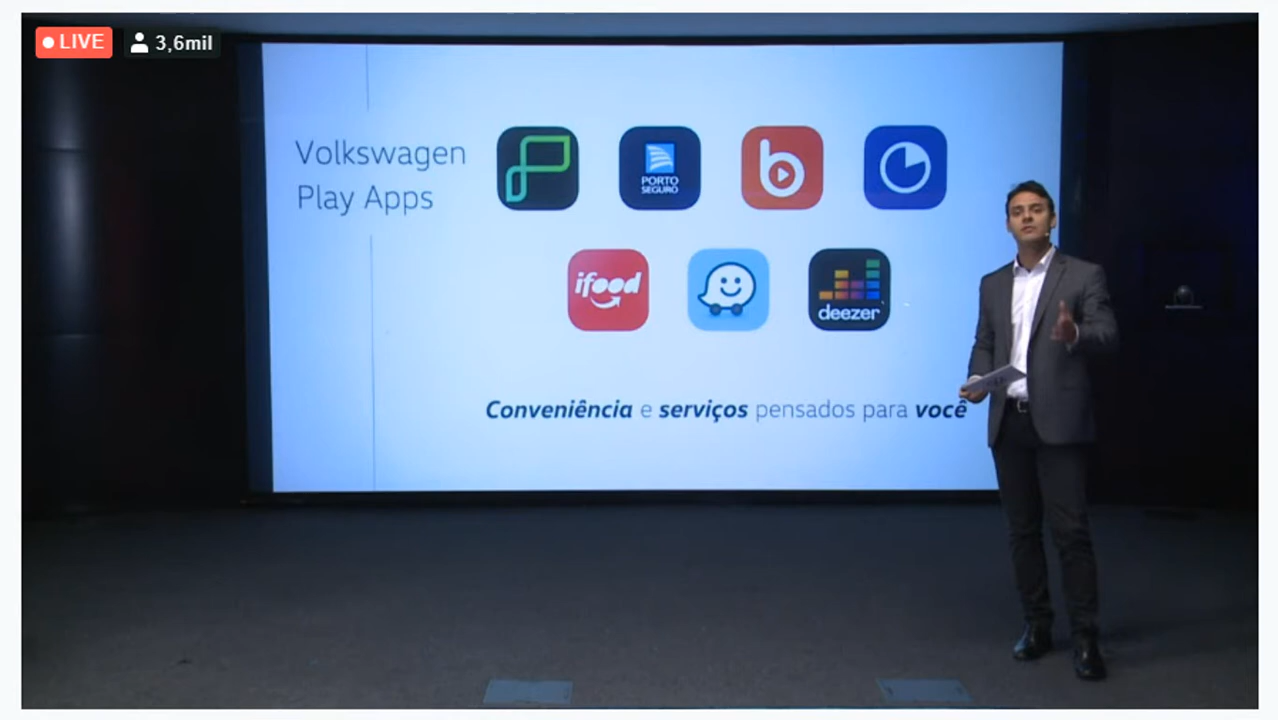 LIVE
3,6mil
Volkswagen
Play Apps
PORTO
SEGURO
b
ifood
deezer
Conveniência e serviços pensados para você